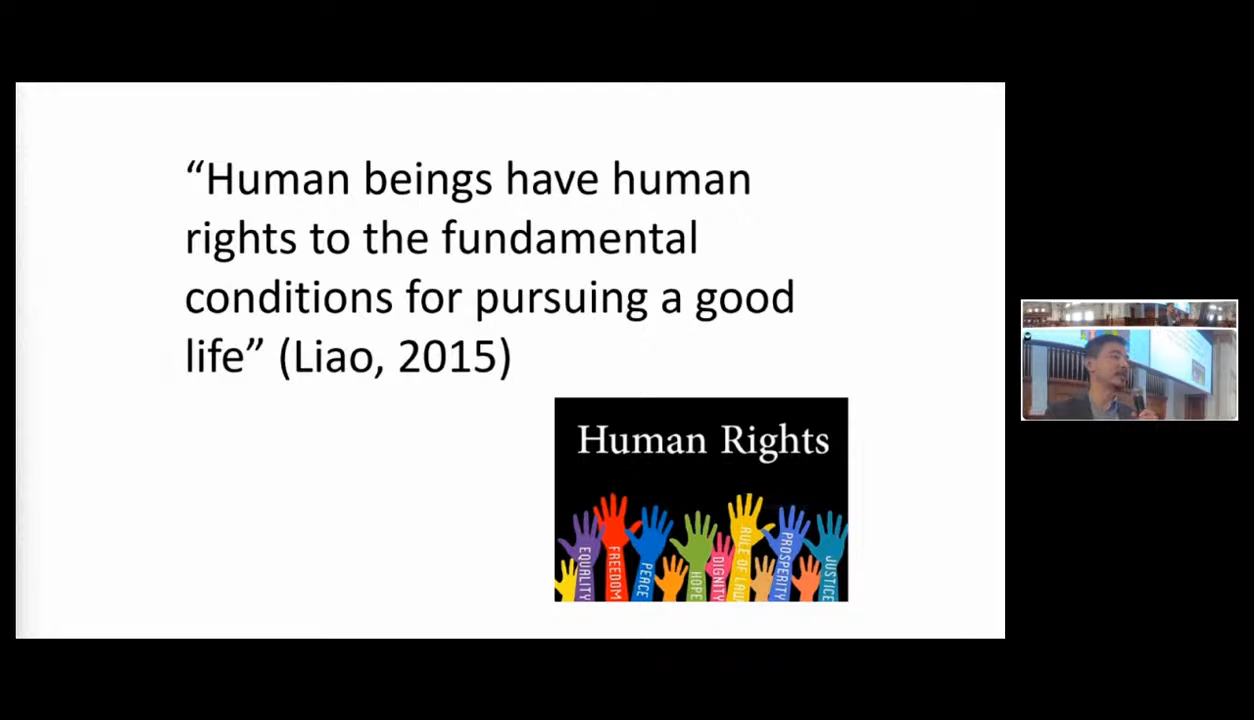 “Human beings have human
rights to the fundamental
conditions for pursuing a good
life” (Liao, 2015)
Human Rights
EQUALITY
FREEDOM
PEACE
HOPE
DIGNITY
RULE OF LAW
PROSPERITY
JUSTICE